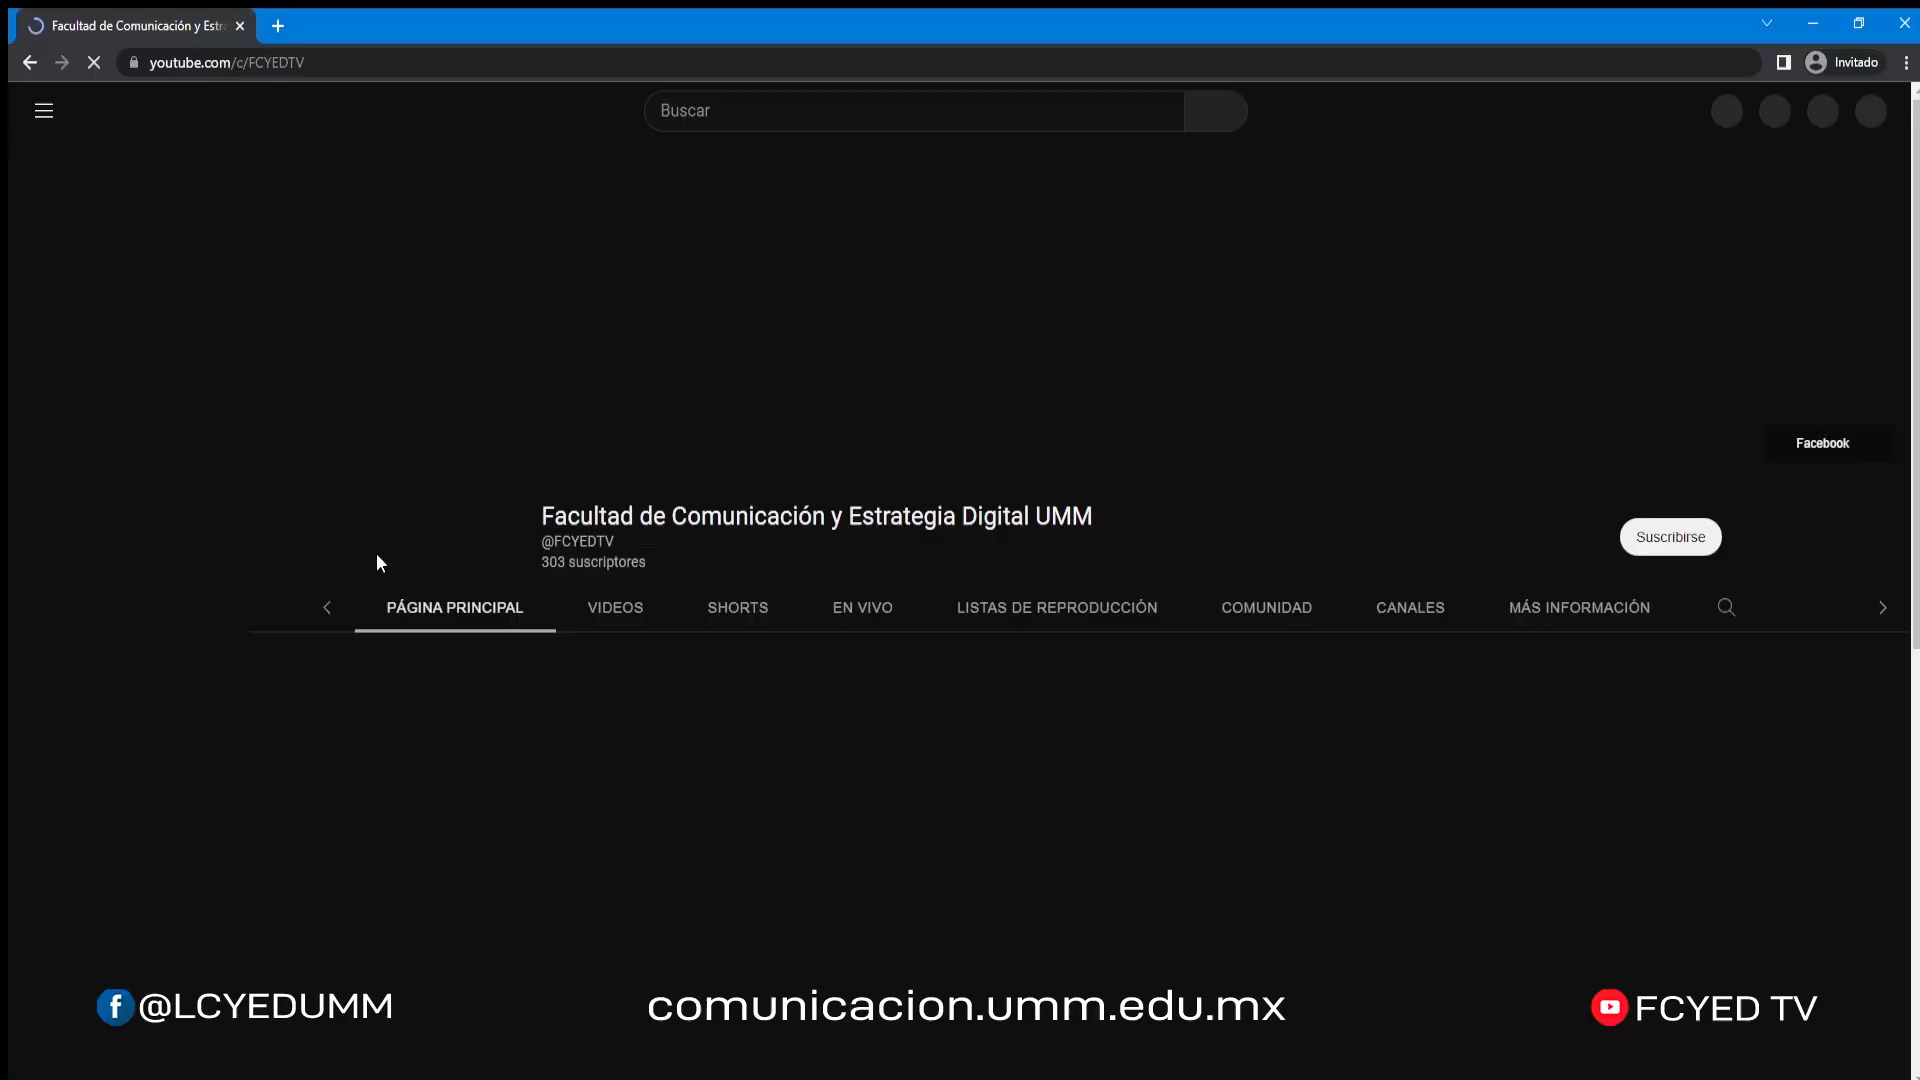 Facultad de Comunicación y Estr
youtube.com/c/FCYEDTV
Invitado
Buscar
Facebook
Facultad de Comunicación y Estrategia Digital UMM
@FCYEDTV
303 suscriptores
Suscribirse
PÁGINA PRINCIPAL VIDEOS SHORTS EN VIVO LISTAS DE REPRODUCCIÓN COMUNIDAD CANALES MÁS INFORMACIÓN
@LCYEDUMM comunicacion.umm.edu.mx FCYED TV